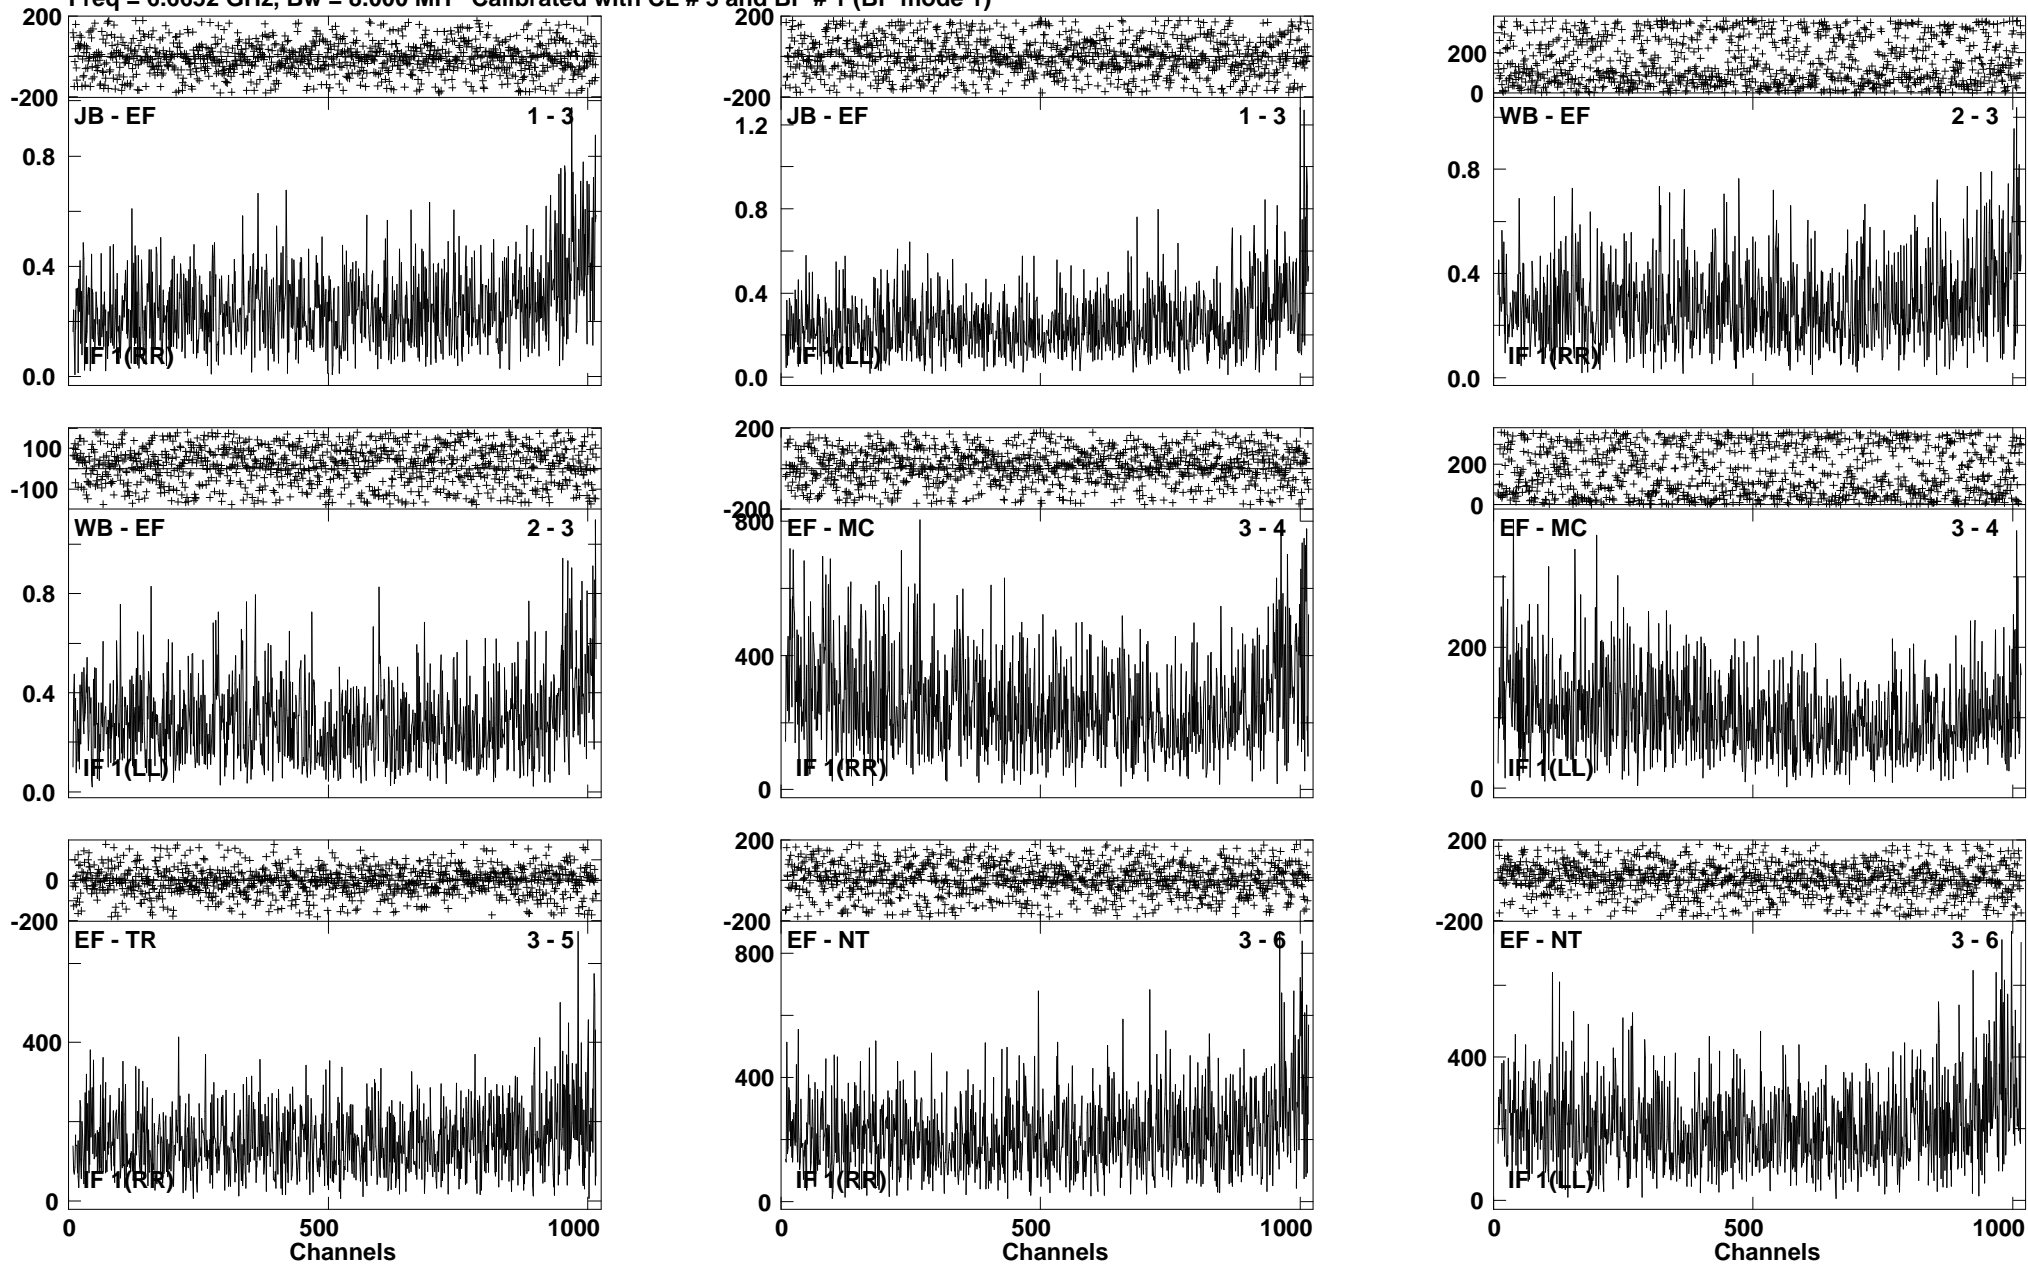 Calibrated with CL # 3 and BP # 1 (BP mode 1)
200
-200
JB - EF 1 - 3
0.8
0.4
0.0
IF 1(RR)
200
-200
JB - EF 1 - 3
1.2
0.8
0.4
0.0
IF 1(LL)
200
0
WB - EF 2 - 3
0.8
0.4
0.0
IF 1(RR)
100
-100
WB - EF 2 - 3
0.8
0.4
0.0
IF 1(LL)
200
-200
800
EF - MC 3 - 4
400
0
IF 1(RR)
200
0
EF - MC 3 - 4
200
0
IF 1(LL)
0
-200
EF - TR 3 - 5
400
0
IF 1(RR)
0 500 1000
Channels
200
-200
EF - NT 3 - 6
800
400
0
IF 1(RR)
0 500 1000
Channels
200
-200
EF - NT 3 - 6
400
0
IF 1(LL)
0 500 1000
Channels